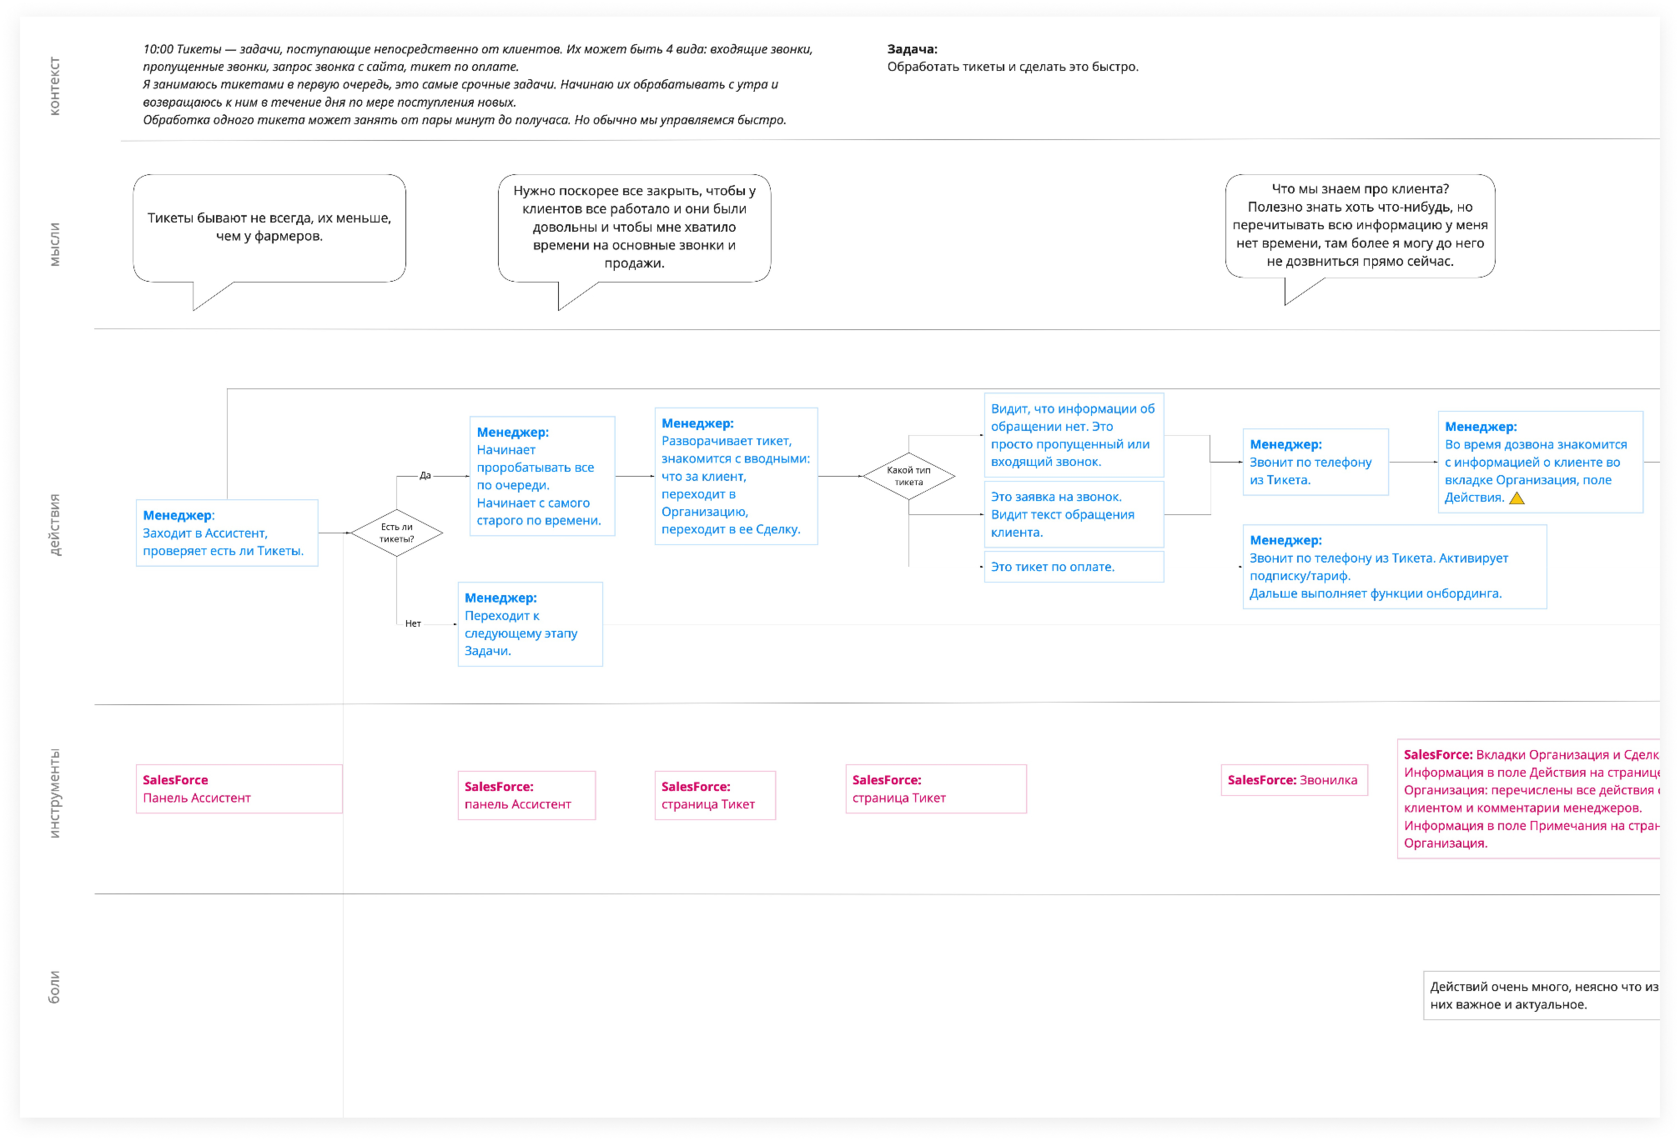 контекст
10:00 Тикеты — задачи, поступающие непосредственно от клиентов. Их может быть 4 вида: входящие звонки,
пропущенные звонки, запрос звонка с сайта, тикет по оплате.
Я занимаюсь тикетами в первую очередь, это самые срочные задачи. Начинаю их обрабатывать с утра и
возвращаюсь к ним в течение дня по мере поступления новых.
Обработка одного тикета может занять от пары минут до получаса. Но обычно мы управляемся быстро.
Задача:
Обработать тикеты и сделать это быстро.
мысли
Тикеты бывают не всегда, их меньше,
чем у фармеров.
Нужно поскорее все закрыть, чтобы у
клиентов все работало и они были
довольны и чтобы мне хватило
времени на основные звонки и
продажи.
Что мы знаем про клиента?
Полезно знать хоть что-нибудь, но
перечитывать всю информацию у меня
нет времени, там более я могу до него
не дозвниться прямо сейчас.
действия
Менеджер:
Заходит в Ассистент,
проверяет есть ли Тикеты.
Есть ли
тикеты?
Да
Нет
Менеджер:
Начинает
пророbатывать все
по очереди.
Начинает с самого
старого по времени.
Менеджер:
Переходит к
следующему этапу
Задачи.
Менеджер:
Разворачивает тикет,
знакомится с вводными:
что за клиент,
переходит в
Организацию,
переходит в ее Сделку.
Какой тип
тикета
Видит, что информации об
обращении нет. Это
просто пропущенный или
входящий звонок.
Это заявка на звонок.
Видит текст обращения
клиента.
Это тикет по оплате.
Менеджер:
Звонит по телефону
из Тикета.
Менеджер:
Звонит по телефону из Тикета. Активирует
подписку/тариф.
Дальше выполняет функции онбординга.
Менеджер:
Во время дозвона знакомится
с информацией о клиенте во
вкладке Организация, поле
Действия.
инструменты
SalesForce
Панель Ассистент
SalesForce:
панель Ассистент
SalesForce:
страница Тикет
SalesForce:
страница Тикет
SalesForce: Звонилка
SalesForce: Вкладки Организация и Сделк
Информация в поле Действия на странице
Организация: перечислены все действия
клиентом и комментарии менеджеров.
Информация в поле Примечания на стран
Организация.
боли
Действий очень много, неясно что из
них важное и актуальное.